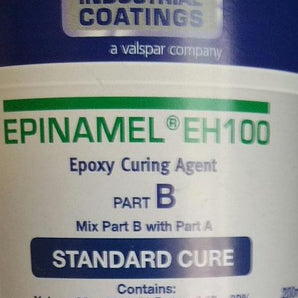 INDUSTRIAL
COATINGS
a valspar company
EPINAMEL® EH100
Epoxy Curing Agent
PART B
Mix Part B with Part A
STANDARD CURE
Contains: